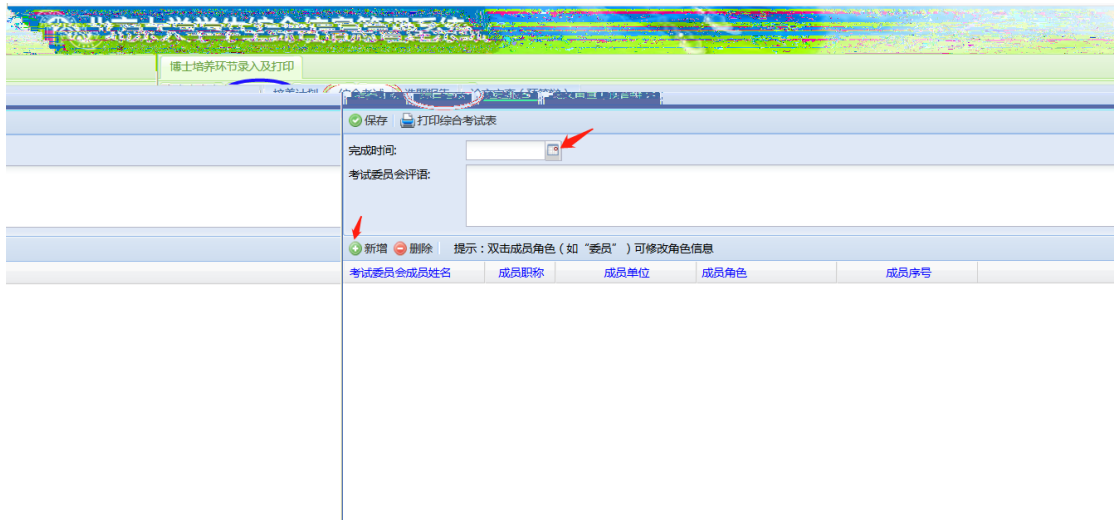 博士培养环节录入及打印
培养计划
保存 打印综合考试表
完成时间:
考试委员会评语:
新增 删除 提示：双击成员角色（如“委员”）可修改角色信息
考试委员会成员姓名 成员职称 成员单位 成员角色 成员序号